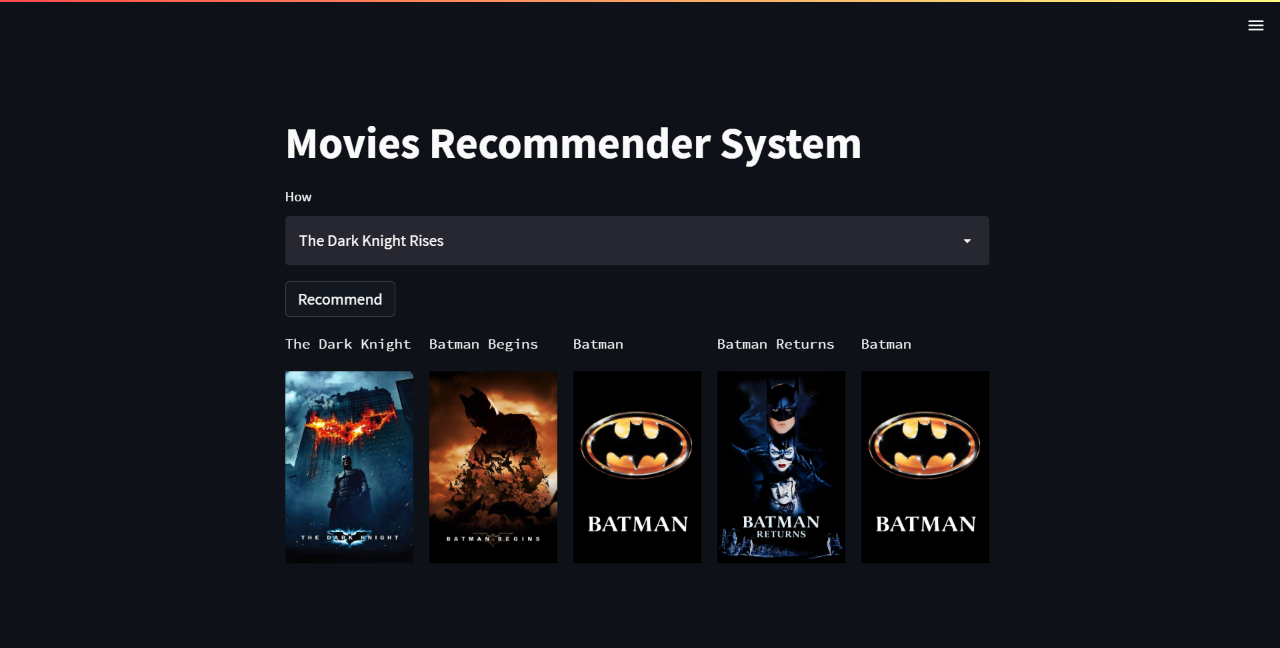 Movies Recommender System
How
The Dark Knight Rises
Recommend
The Dark Knight
Batman Begins
Batman
Batman Returns
Batman
THE DARK KNIGHT
BATMAN BEGINS
BATMAN
BATMAN
RETURNS
BATMAN